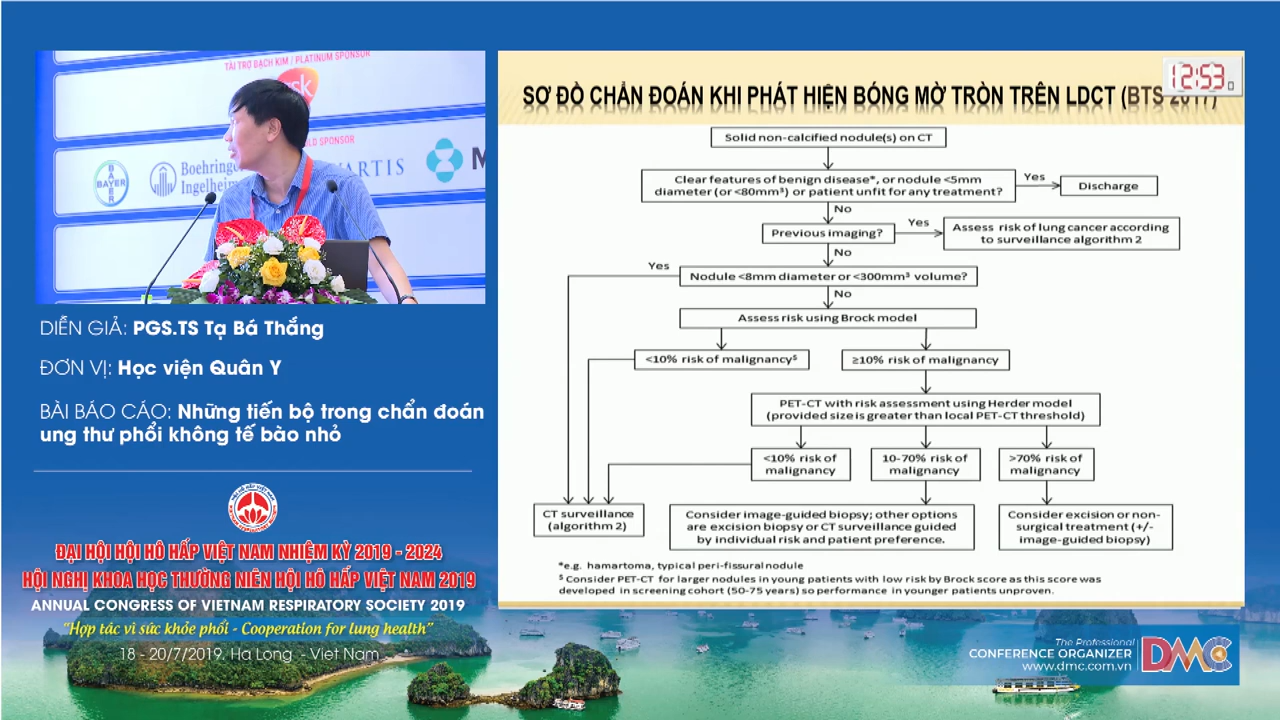 TÀI TRỢ BẠCH KIM / PLATINUM SPONSOR
gsk
LD SPONSOR
BAYER
BAYER
Boehringer
Ingelheim
VARTIS
M
DIỄN GIẢ: PGS.TS Tạ Bá Thắng
ĐƠN VỊ: Học viện Quân Y
BÀI BÁO CÁO: Những tiến bộ trong chẩn đoán
ung thư phổi không tế bào nhỏ
ĐẠI HỘI HỘI HÔ HẤP VIỆT NAM NHIỆM KỲ 2019 - 2024
HỘI NGHỊ KHOA HỌC THƯỜNG NIÊN HỘI HÔ HẤP VIỆT NAM 2019
ANNUAL CONGRESS OF VIETNAM RESPIRATORY SOCIETY 2019
“Hợp tác vì sức khỏe phổi - Cooperation for lung health”
18 - 20/7/2019. Ha Long - Viet Nam
12:53
SƠ ĐỒ CHẨN ĐOÁN KHI PHÁT HIỆN BÓNG MỜ TRÒN TRÊN LDCT (BTS 2017)
Solid non-calcified nodule(s) on CT
Clear features of benign disease*, or nodule <5mm
diameter (or <80mm³) or patient unfit for any treatment?
Yes
Discharge
No
Previous imaging?
Yes
Assess risk of lung cancer according
to surveillance algorithm 2
No
Yes
Nodule <8mm diameter or <300mm³ volume?
No
Assess risk using Brock model
<10% risk of malignancy$
≥10% risk of malignancy
PET-CT with risk assessment using Herder model
(provided size is greater than local PET-CT threshold)
<10% risk of
malignancy
10-70% risk of
malignancy
>70% risk of
malignancy
CT surveillance
(algorithm 2)
Consider image-guided biopsy; other options
are excision biopsy or CT surveillance guided
by individual risk and patient preference.
Consider excision or non-
surgical treatment (+/-
image-guided biopsy)
*e.g. hamartoma, typical peri-fissural nodule
$ Consider PET-CT for larger nodules in young patients with low risk by Brock score as this score was
developed in screening cohort (50-75 years) so performance in younger patients unproven.
The Professional
CONFERENCE ORGANIZER
www.dmc.com.vn
DMC